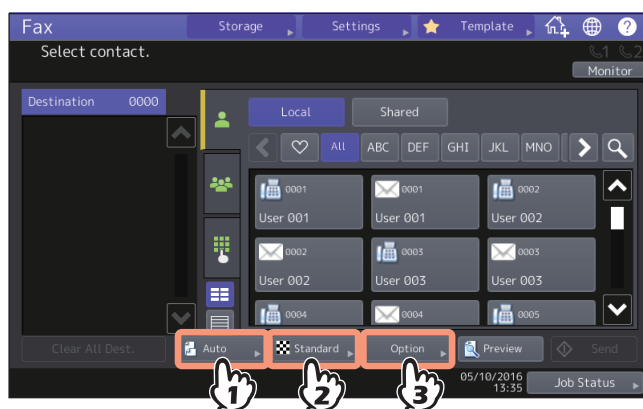 Fax
Storage
Settings
Template
?
Select contact.
1 2
Monitor
Destination 0000
Local
Shared
All ABC DEF GHI JKL MNO
0001
User 001
0001
User 001
0002
User 002
0002
User 002
0003
User 003
0003
User 003
0004
0004
0005
Clear All Dest.
Auto
Standard
Option
Preview
Send
1
2
3
05/10/2016
13:35
Job Status